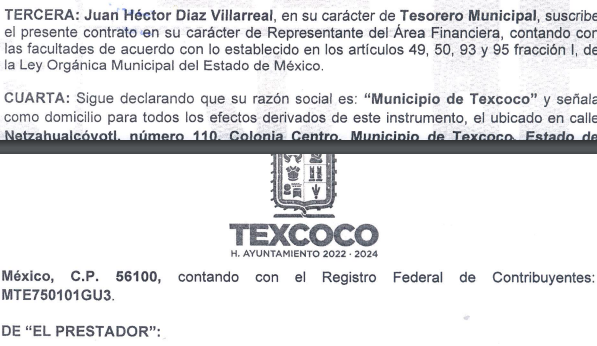 TERCERA: Juan Héctor Díaz Villarreal, en su carácter de Tesorero Municipal, suscribe
el presente contrato en su carácter de Representante del Área Financiera, contando con
las facultades de acuerdo con lo establecido en los artículos 49, 50, 93 y 95 fracción I, de
la Ley Orgánica Municipal del Estado de México.
CUARTA: Sigue declarando que su razón social es: “Municipio de Texcoco” y señala
como domicilio para todos los efectos derivados de este instrumento, el ubicado en calle
Netzahualcóyotl, número 110, Colonia Centro, Municipio de Texcoco, Estado de
TEXCOCO
H. AYUNTAMIENTO 2022 - 2024
México, C.P. 56100, contando con el Registro Federal de Contribuyentes:
MTE750101GU3.
DE “EL PRESTADOR”: